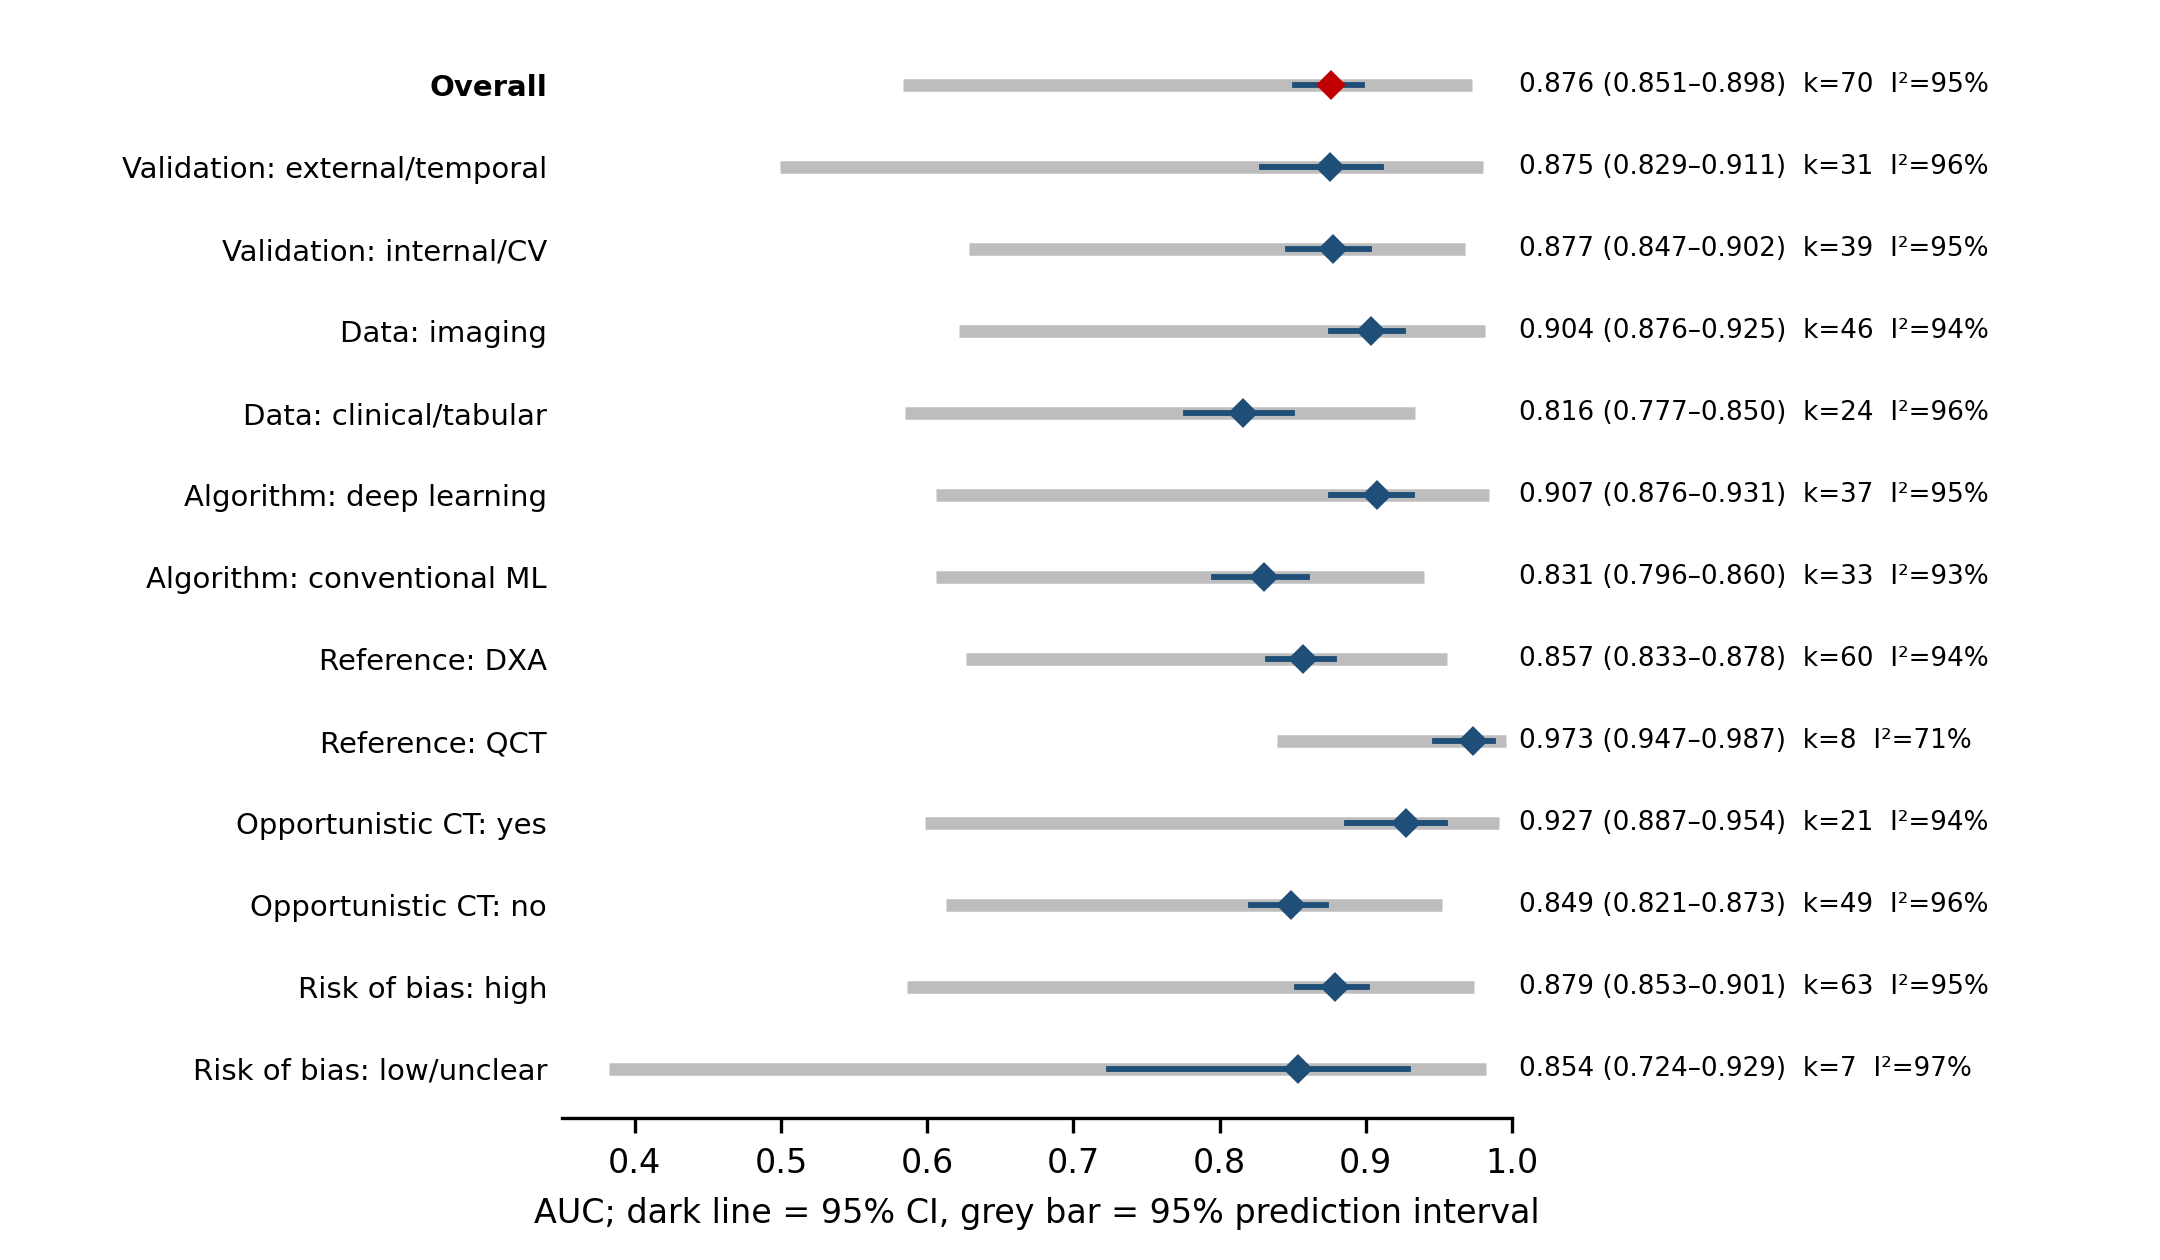 Overall 0.876 (0.851–0.898) k=70 I²=95%
Validation: external/temporal 0.875 (0.829–0.911) k=31 I²=96%
Validation: internal/CV 0.877 (0.847–0.902) k=39 I²=95%
Data: imaging 0.904 (0.876–0.925) k=46 I²=94%
Data: clinical/tabular 0.816 (0.777–0.850) k=24 I²=96%
Algorithm: deep learning 0.907 (0.876–0.931) k=37 I²=95%
Algorithm: conventional ML 0.831 (0.796–0.860) k=33 I²=93%
Reference: DXA 0.857 (0.833–0.878) k=60 I²=94%
Reference: QCT 0.973 (0.947–0.987) k=8 I²=71%
Opportunistic CT: yes 0.927 (0.887–0.954) k=21 I²=94%
Opportunistic CT: no 0.849 (0.821–0.873) k=49 I²=96%
Risk of bias: high 0.879 (0.853–0.901) k=63 I²=95%
Risk of bias: low/unclear 0.854 (0.724–0.929) k=7 I²=97%
0.4 0.5 0.6 0.7 0.8 0.9 1.0
AUC; dark line = 95% CI, grey bar = 95% prediction interval